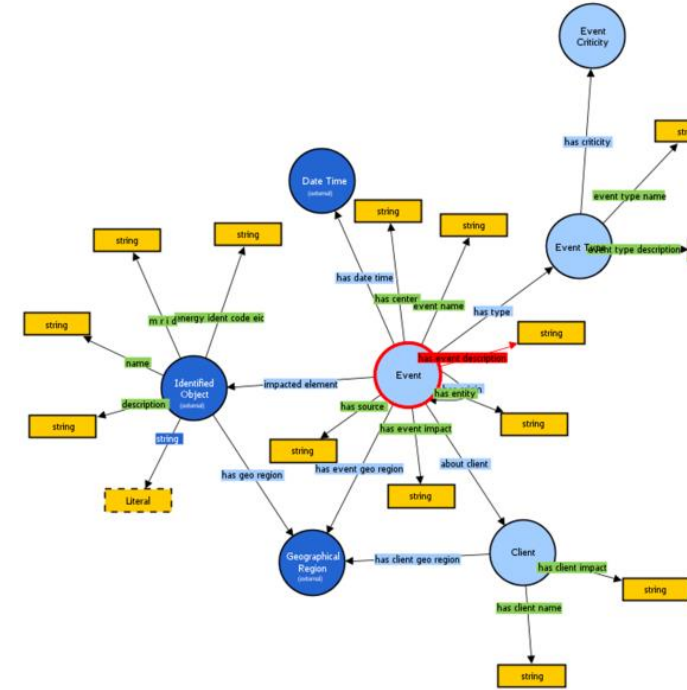 Event
Criticity
str
has criticity
Date Time
(external)
event type name
string
string
string
string
Event Type
event type description
has date time
has center
event name
has type
m r i d
energy ident code eic
string
string
has event description
name
Identified
Object
(external)
impacted element
Event
has entity
description
has source
string
string
has event impact
string
string
has geo region
has event geo region
about client
Literal
string
Geographical
Region
(external)
has client geo region
Client
has client impact
string
has client name
string